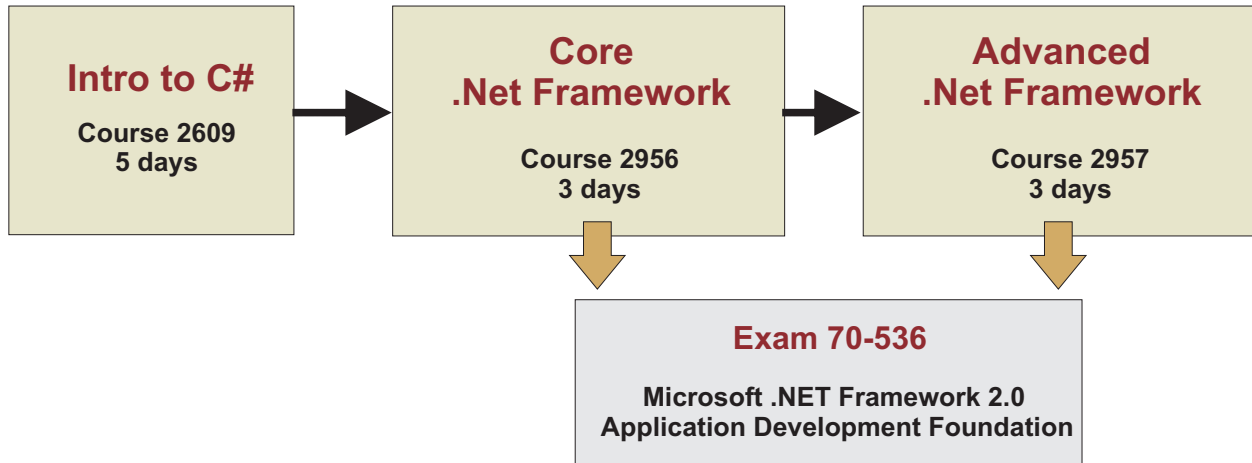 Intro to C#
Course 2609
5 days
Core
.Net Framework
Course 2956
3 days
Advanced
.Net Framework
Course 2957
3 days
Exam 70-536
Microsoft .NET Framework 2.0
Application Development Foundation